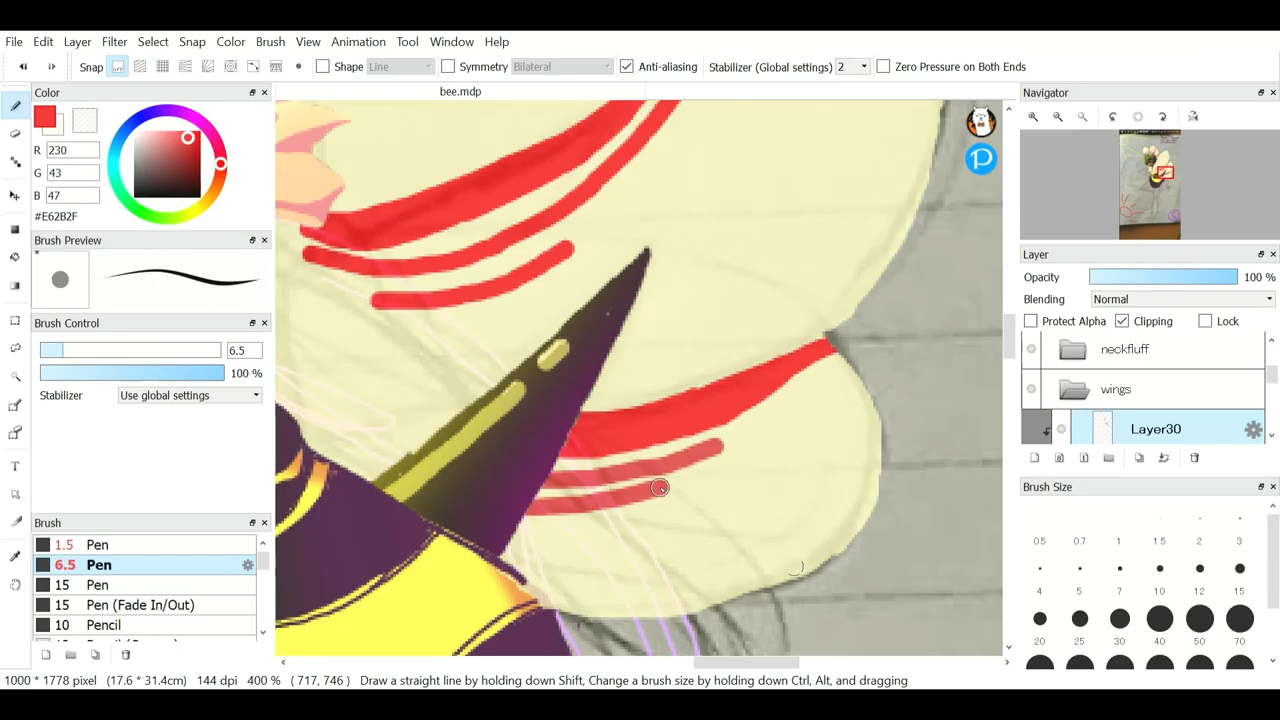 File Edit Layer Filter Select Snap Color Brush View Animation Tool Window Help
Snap off Shape Line Symmetry Bilateral Anti-aliasing Stabilizer (Global settings) 2 Zero Pressure on Both Ends
Color
R 230
G 43
B 47
#E62B2F
Brush Preview
*
Brush Control
6.5
100 %
Stabilizer Use global settings
Brush
1.5 Pen
6.5 Pen
15 Pen
15 Pen (Fade In/Out)
10 Pencil
bee.mdp
P
Navigator
Layer
Opacity 100 %
Blending Normal
Protect Alpha Clipping Lock
neckfluff
wings
Layer30
Brush Size
0.5 0.7 1 1.5 2 3
4 5 7 10 12 15
20 25 30 40 50 70
1000 * 1778 pixel (17.6 * 31.4cm) 144 dpi 400 % ( 717, 746 ) Draw a straight line by holding down Shift, Change a brush size by holding down Ctrl, Alt, and dragging